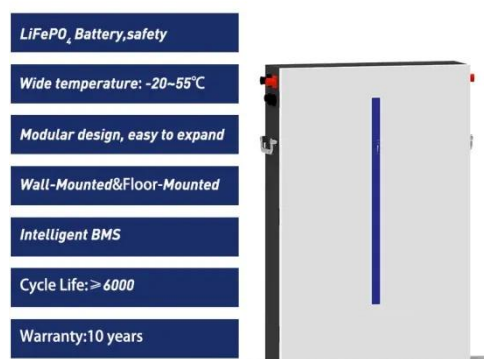 LiFePO₄ Battery,safety
Wide temperature: -20~55℃
Modular design, easy to expand
Wall-Mounted&Floor-Mounted
Intelligent BMS
Cycle Life:≥6000
Warranty:10 years